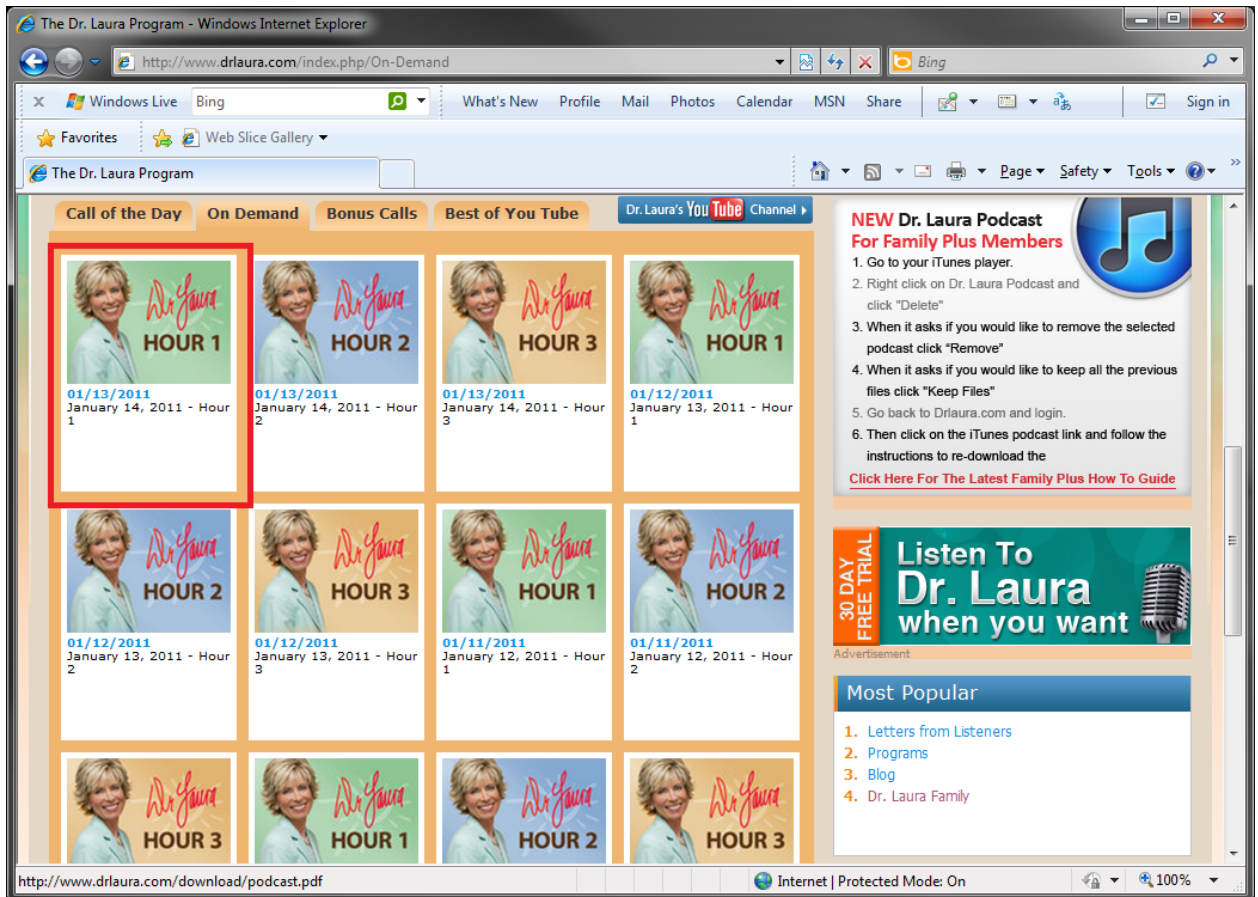 The Dr. Laura Program - Windows Internet Explorer
http://www.drlaura.com/index.php/On-Demand
Bing
x Windows Live Bing What's New Profile Mail Photos Calendar MSN Share Sign in
Favorites Web Slice Gallery
The Dr. Laura Program
Page Safety Tools
Call of the Day On Demand Bonus Calls Best of You Tube Dr. Laura's YouTube Channel
Dr Laura
HOUR 1
01/13/2011
January 14, 2011 - Hour
1
Dr Laura
HOUR 2
01/13/2011
January 14, 2011 - Hour
2
Dr Laura
HOUR 3
01/13/2011
January 14, 2011 - Hour
3
Dr Laura
HOUR 1
01/12/2011
January 13, 2011 - Hour
1
Dr Laura
HOUR 2
01/12/2011
January 13, 2011 - Hour
2
Dr Laura
HOUR 3
01/12/2011
January 13, 2011 - Hour
3
Dr Laura
HOUR 1
01/11/2011
January 12, 2011 - Hour
1
Dr Laura
HOUR 2
01/11/2011
January 12, 2011 - Hour
2
Dr Laura
HOUR 3
Dr Laura
HOUR 1
Dr Laura
HOUR 2
Dr Laura
HOUR 3
NEW Dr. Laura Podcast
For Family Plus Members
1. Go to your iTunes player.
2. Right click on Dr. Laura Podcast and
click "Delete"
3. When it asks if you would like to remove the selected
podcast click "Remove"
4. When it asks if you would like to keep all the previous
files click "Keep Files"
5. Go back to Drlaura.com and login.
6. Then click on the iTunes podcast link and follow the
instructions to re-download the
Click Here For The Latest Family Plus How To Guide
30 DAY
FREE TRIAL
Listen To
Dr. Laura
when you want
Advertisement
Most Popular
1. Letters from Listeners
2. Programs
3. Blog
4. Dr. Laura Family
http://www.drlaura.com/download/podcast.pdf
Internet | Protected Mode: On
100%